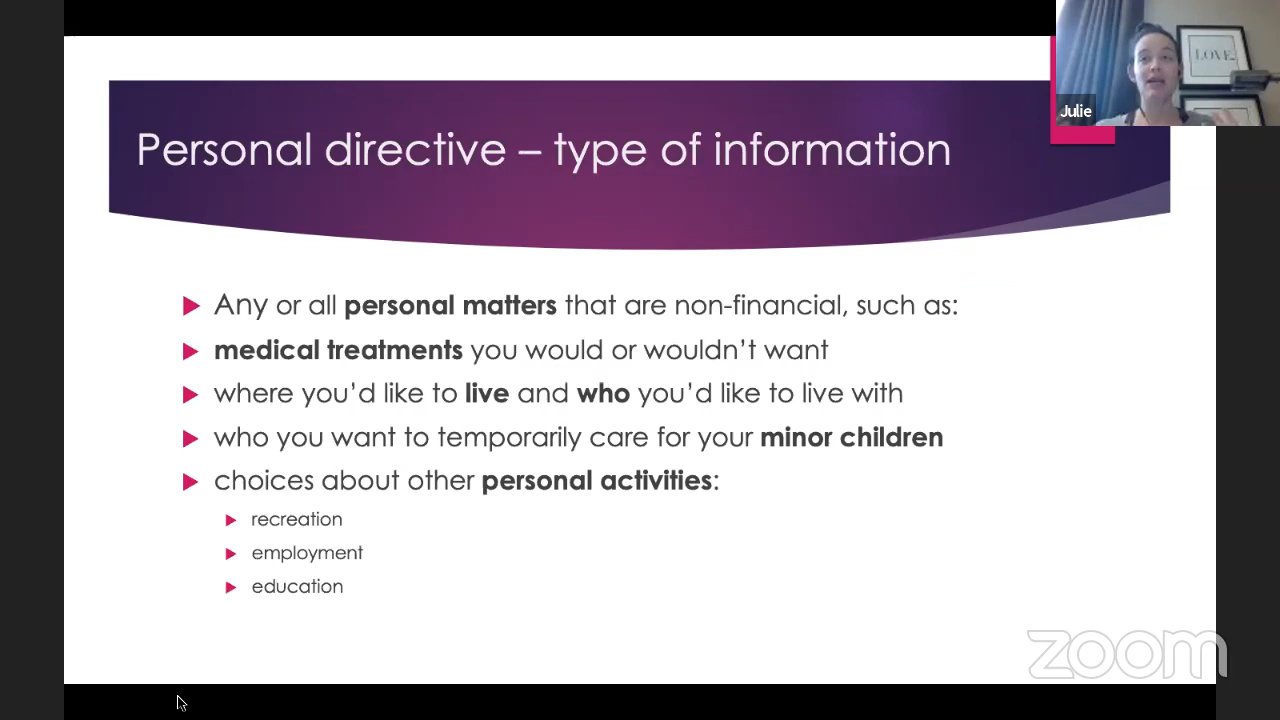 LOVE
Julie
Personal directive – type of information
Any or all personal matters that are non-financial, such as:
medical treatments you would or wouldn't want
where you'd like to live and who you'd like to live with
who you want to temporarily care for your minor children
choices about other personal activities:
recreation
employment
education
zoom